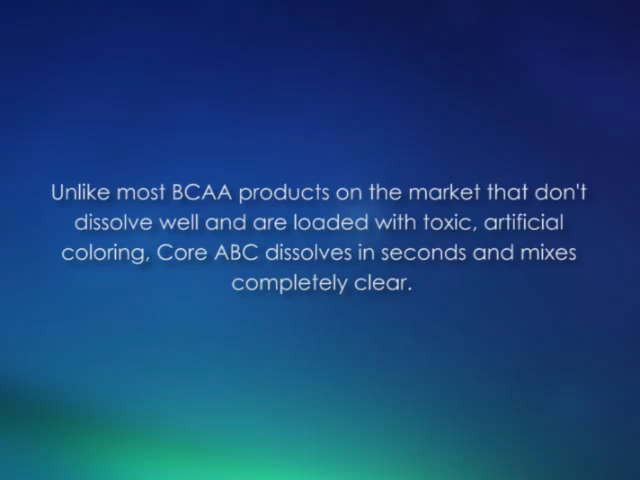 Unlike most BCAA products on the market that don't
dissolve well and are loaded with toxic, artificial
coloring, Core ABC dissolves in seconds and mixes
completely clear.